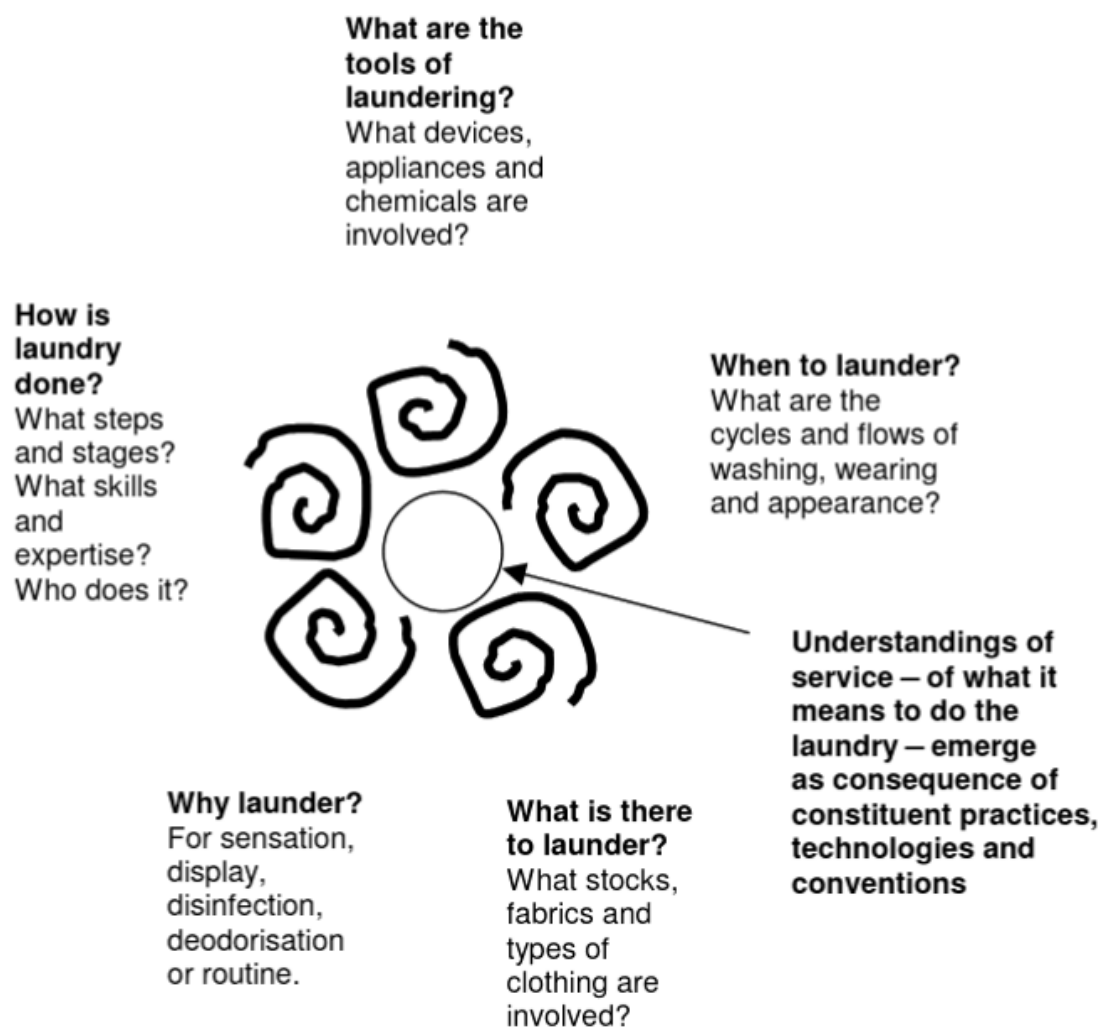 What are the
tools of
laundering?
What devices,
appliances and
chemicals are
involved?
How is
laundry
done?
What steps
and stages?
What skills
and
expertise?
Who does it?
When to launder?
What are the
cycles and flows of
washing, wearing
and appearance?
Understandings of
service – of what it
means to do the
laundry – emerge
as consequence of
constituent practices,
technologies and
conventions
Why launder?
For sensation,
display,
disinfection,
deodorisation
or routine.
What is there
to launder?
What stocks,
fabrics and
types of
clothing are
involved?